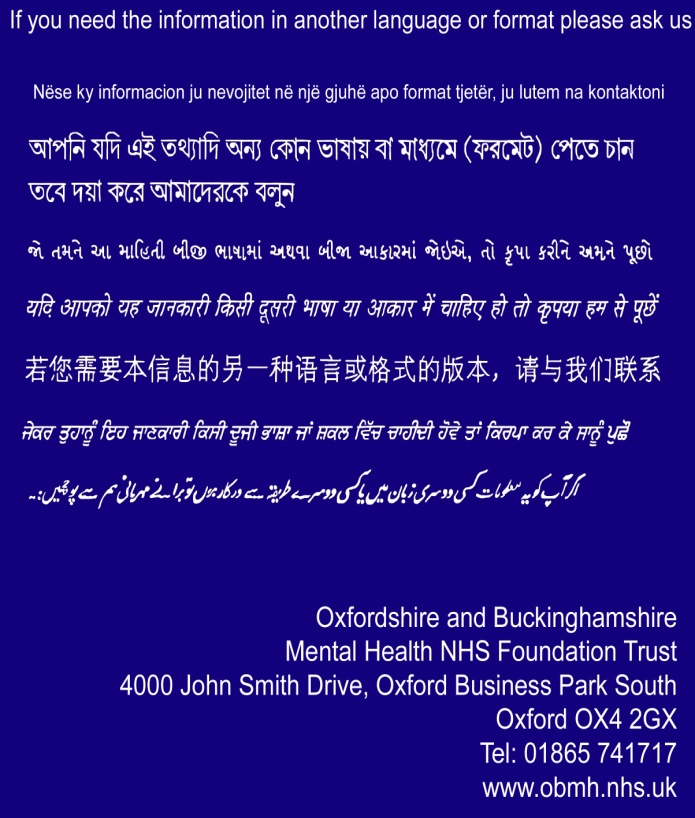 If you need the information in another language or format please ask us
Nëse ky informacion ju nevojitet në një gjuhë apo format tjetër, ju lutem na kontaktoni
আপনি যদি এই তথ্যাদি অন্য কোন ভাষায় বা মাধ্যমে (ফরমেট) পেতে চান
তবে দয়া করে আমাদেরকে বলুন
જો તમને આ માહિતી બીજી ભાષામાં અથવા બીજા આકારમાં જોઇએ, તો કૃપા કરીને અમને પૂછો
यदि आपको यह जानकारी किसी दूसरी भाषा या आकार में चाहिए हो तो कृपया हम से पूछें
若您需要本信息的另一种语言或格式的版本，请与我们联系
ਜੇਕਰ ਤੁਹਾਨੂੰ ਇਹ ਜਾਣਕਾਰੀ ਕਿਸੀ ਦੂਜੀ ਭਾਸ਼ਾ ਜਾਂ ਸ਼ਕਲ ਵਿੱਚ ਚਾਹੀਦੀ ਹੋਵੇ ਤਾਂ ਕਿਰਪਾ ਕਰ ਕੇ ਸਾਨੂੰ ਪੁਛੋ
اگر آپ کو یہ معلومات کسی دوسری زبان میں یا کسی دوسرے طریقہ سے درکار ہوں تو برائے مہربانی ہم سے پوچھیں:۔
Oxfordshire and Buckinghamshire
Mental Health NHS Foundation Trust
4000 John Smith Drive, Oxford Business Park South
Oxford OX4 2GX
Tel: 01865 741717
www.obmh.nhs.uk